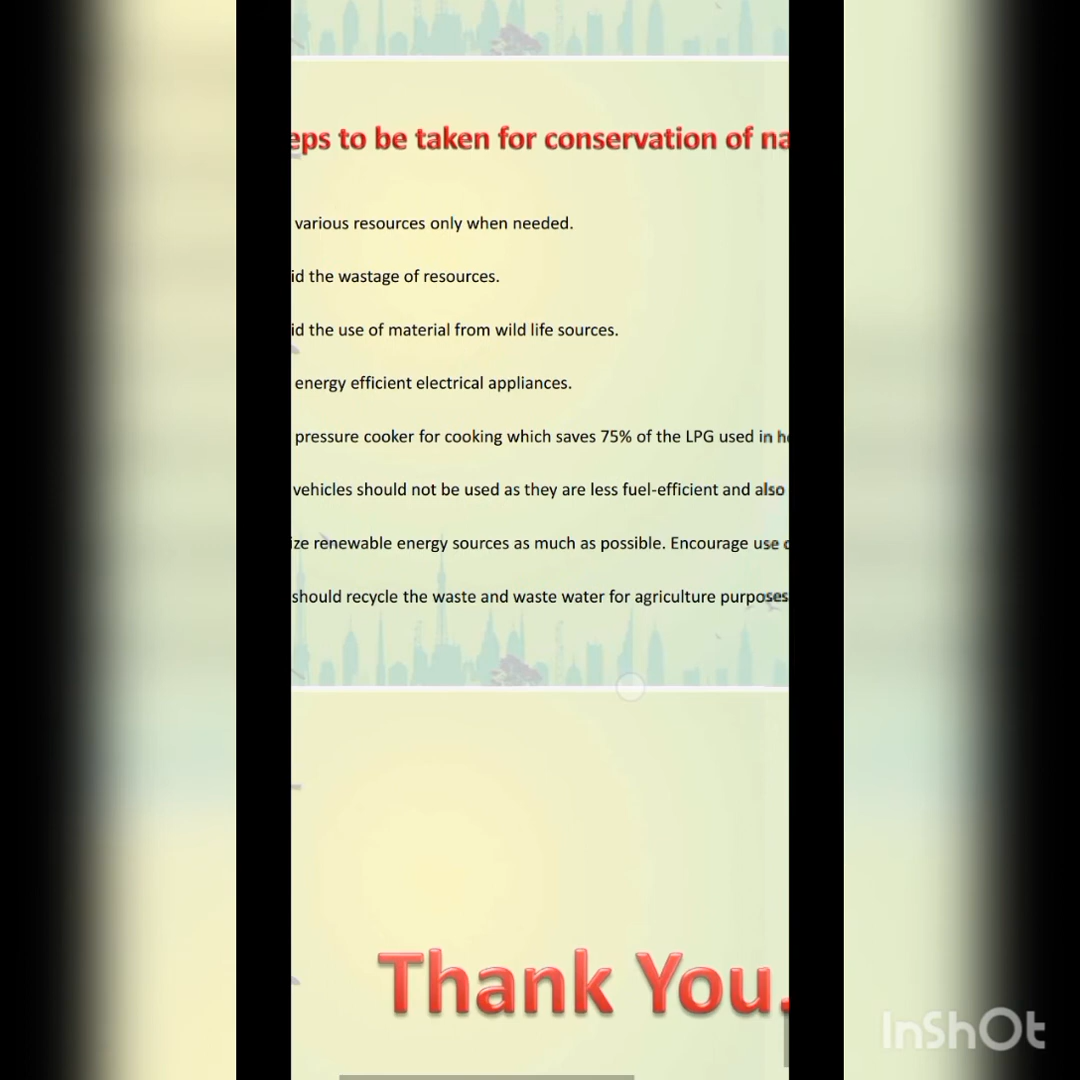 eps to be taken for conservation of na
various resources only when needed.
id the wastage of resources.
id the use of material from wild life sources.
energy efficient electrical appliances.
pressure cooker for cooking which saves 75% of the LPG used in h
vehicles should not be used as they are less fuel-efficient and also
ize renewable energy sources as much as possible. Encourage use
should recycle the waste and waste water for agriculture purposes
Thank You.
InShOt